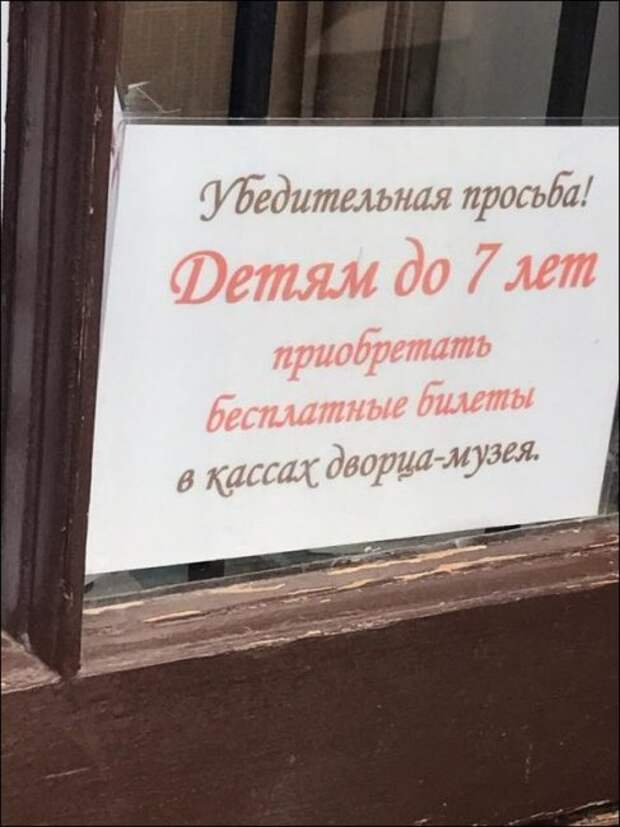 Убедительная просьба!
Детям до 7 лет
приобретать
бесплатные билеты
в кассах дворца-музея.